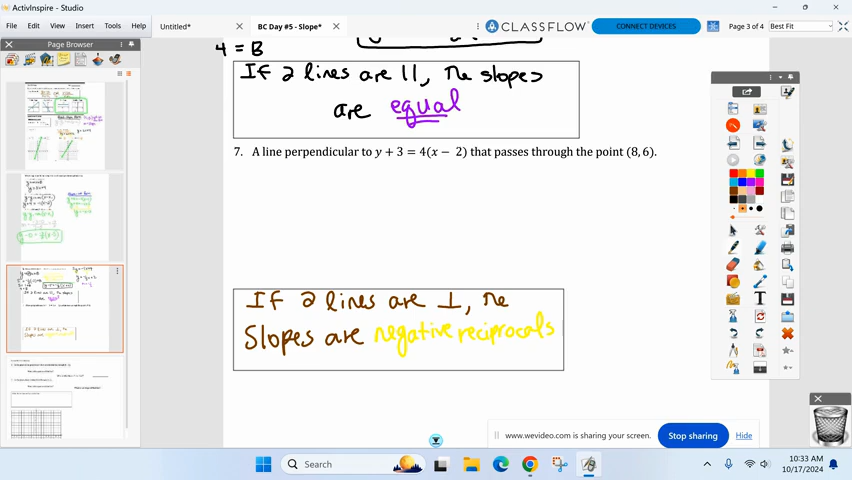 ActivInspire - Studio
File Edit View Insert Tools Help
Untitled*
BC Day #5 - Slope*
CLASSFLOW
CONNECT DEVICES
Page 3 of 4
Best Fit
Page Browser
4 = B
If 2 lines are ||, the slopes
are equal
7. A line perpendicular to y + 3 = 4(x − 2) that passes through the point (8, 6).
If 2 lines are ⊥, the
slopes are negative reciprocals
www.wevideo.com is sharing your screen.
Stop sharing
Hide
Search
10:33 AM
10/17/2024